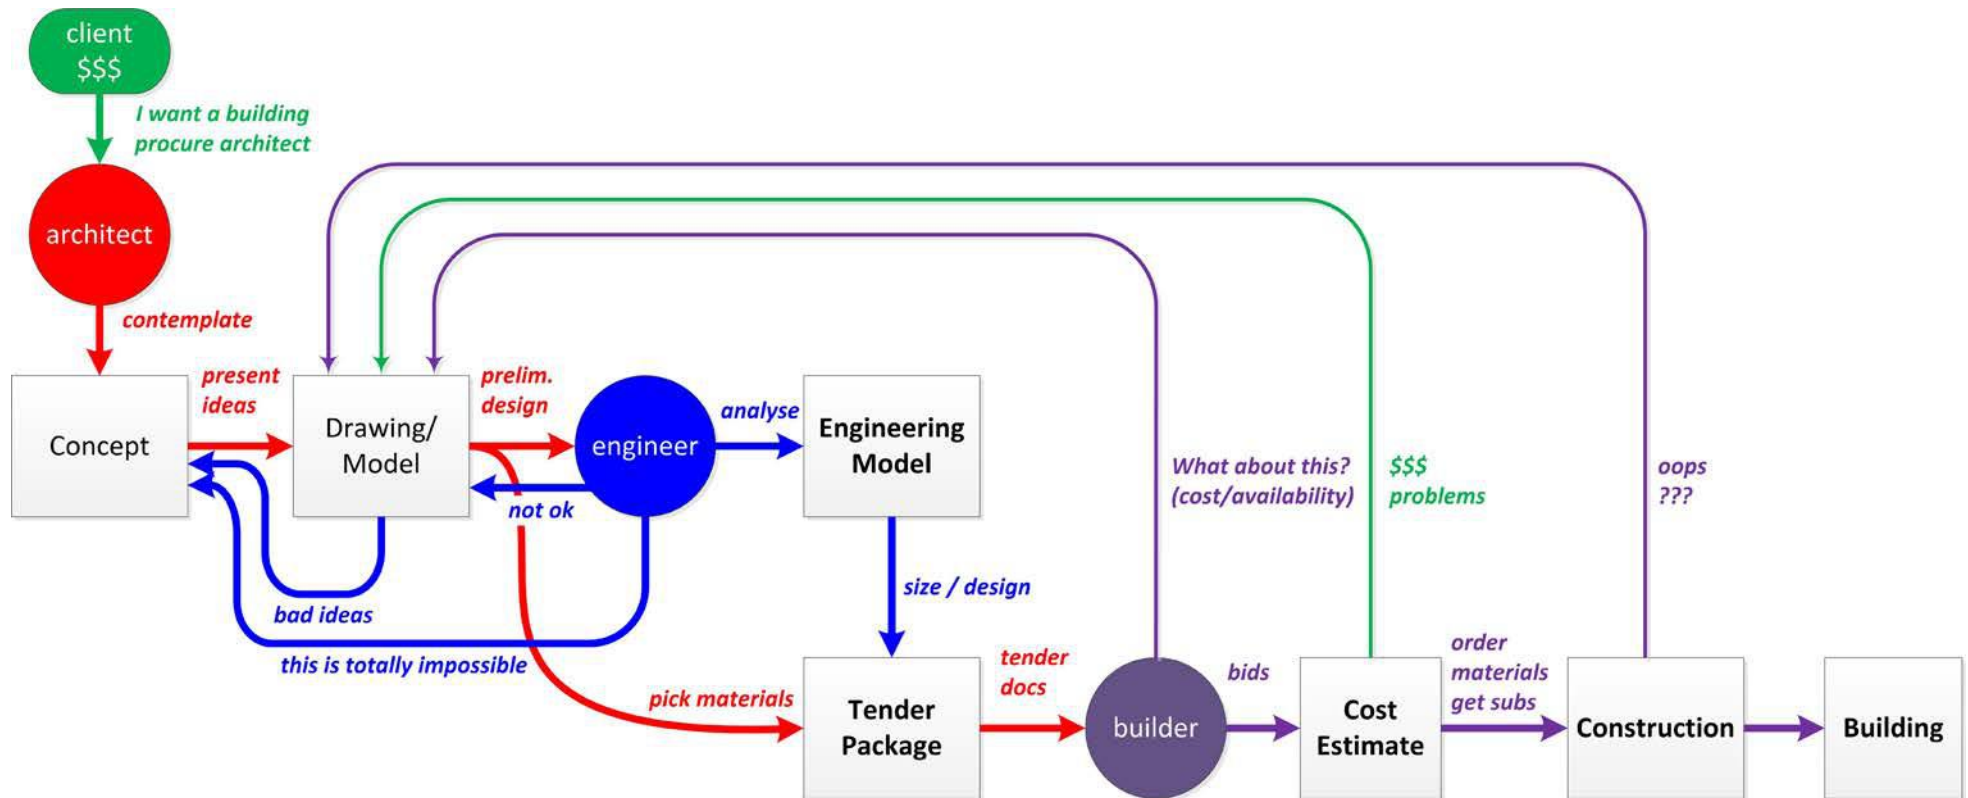 client
$$$
I want a building
procure architect
architect
contemplate
present
ideas
prelim.
design
analyse
Concept
Drawing/
Model
engineer
Engineering
Model
What about this?
(cost/availability)
$$$
problems
oops
???
not ok
bad ideas
size / design
this is totally impossible
pick materials
tender
docs
bids
order
materials
get subs
Tender
Package
builder
Cost
Estimate
Construction
Building